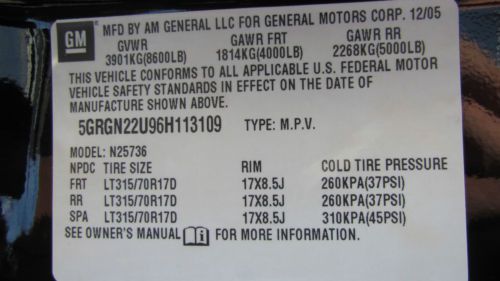 GM
MFD BY AM GENERAL LLC FOR GENERAL MOTORS CORP. 12/05
GVWR GAWR FRT GAWR RR
3901KG(8600LB) 1814KG(4000LB) 2268KG(5000LB)
THIS VEHICLE CONFORMS TO ALL APPLICABLE U.S. FEDERAL MOTOR
VEHICLE SAFETY STANDARDS IN EFFECT ON THE DATE OF
MANUFACTURE SHOWN ABOVE.
5GRGN22U96H113109 TYPE: M.P.V.
MODEL: N25736
NPDC TIRE SIZE RIM COLD TIRE PRESSURE
FRT LT315/70R17D 17X8.5J 260KPA(37PSI)
RR LT315/70R17D 17X8.5J 260KPA(37PSI)
SPA LT315/70R17D 17X8.5J 310KPA(45PSI)
SEE OWNER'S MANUAL i FOR MORE INFORMATION.